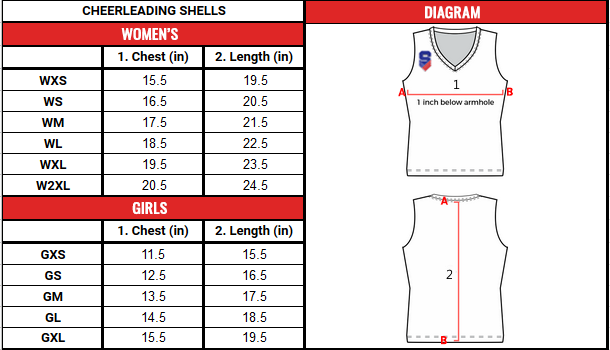 CHEERLEADING SHELLS
WOMEN'S
1. Chest (in) 2. Length (in)
WXS 15.5 19.5
WS 16.5 20.5
WM 17.5 21.5
WL 18.5 22.5
WXL 19.5 23.5
W2XL 20.5 24.5
GIRLS
1. Chest (in) 2. Length (in)
GXS 11.5 15.5
GS 12.5 16.5
GM 13.5 17.5
GL 14.5 18.5
GXL 15.5 19.5
DIAGRAM
S
1
A B
1 inch below armhole
A
2
B